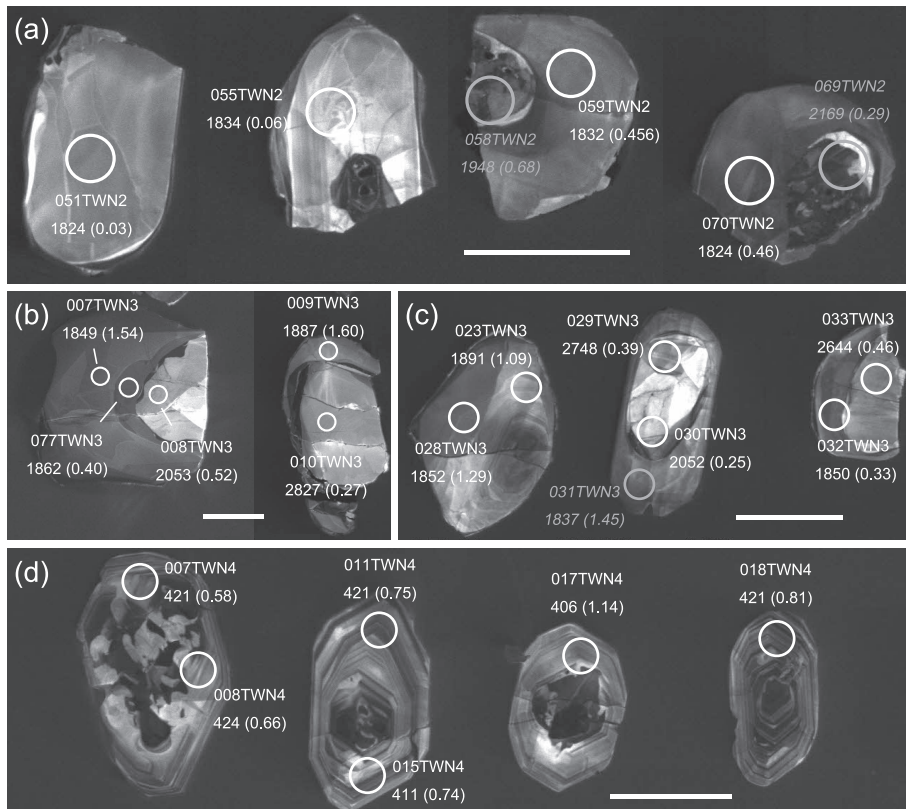 (a)
051TWN2
1824 (0.03)
055TWN2
1834 (0.06)
058TWN2
1948 (0.68)
059TWN2
1832 (0.456)
069TWN2
2169 (0.29)
070TWN2
1824 (0.46)
(b)
007TWN3
1849 (1.54)
077TWN3
1862 (0.40)
008TWN3
2053 (0.52)
009TWN3
1887 (1.60)
010TWN3
2827 (0.27)
(c)
023TWN3
1891 (1.09)
028TWN3
1852 (1.29)
029TWN3
2748 (0.39)
030TWN3
2052 (0.25)
031TWN3
1837 (1.45)
033TWN3
2644 (0.46)
032TWN3
1850 (0.33)
(d)
007TWN4
421 (0.58)
008TWN4
424 (0.66)
011TWN4
421 (0.75)
015TWN4
411 (0.74)
017TWN4
406 (1.14)
018TWN4
421 (0.81)